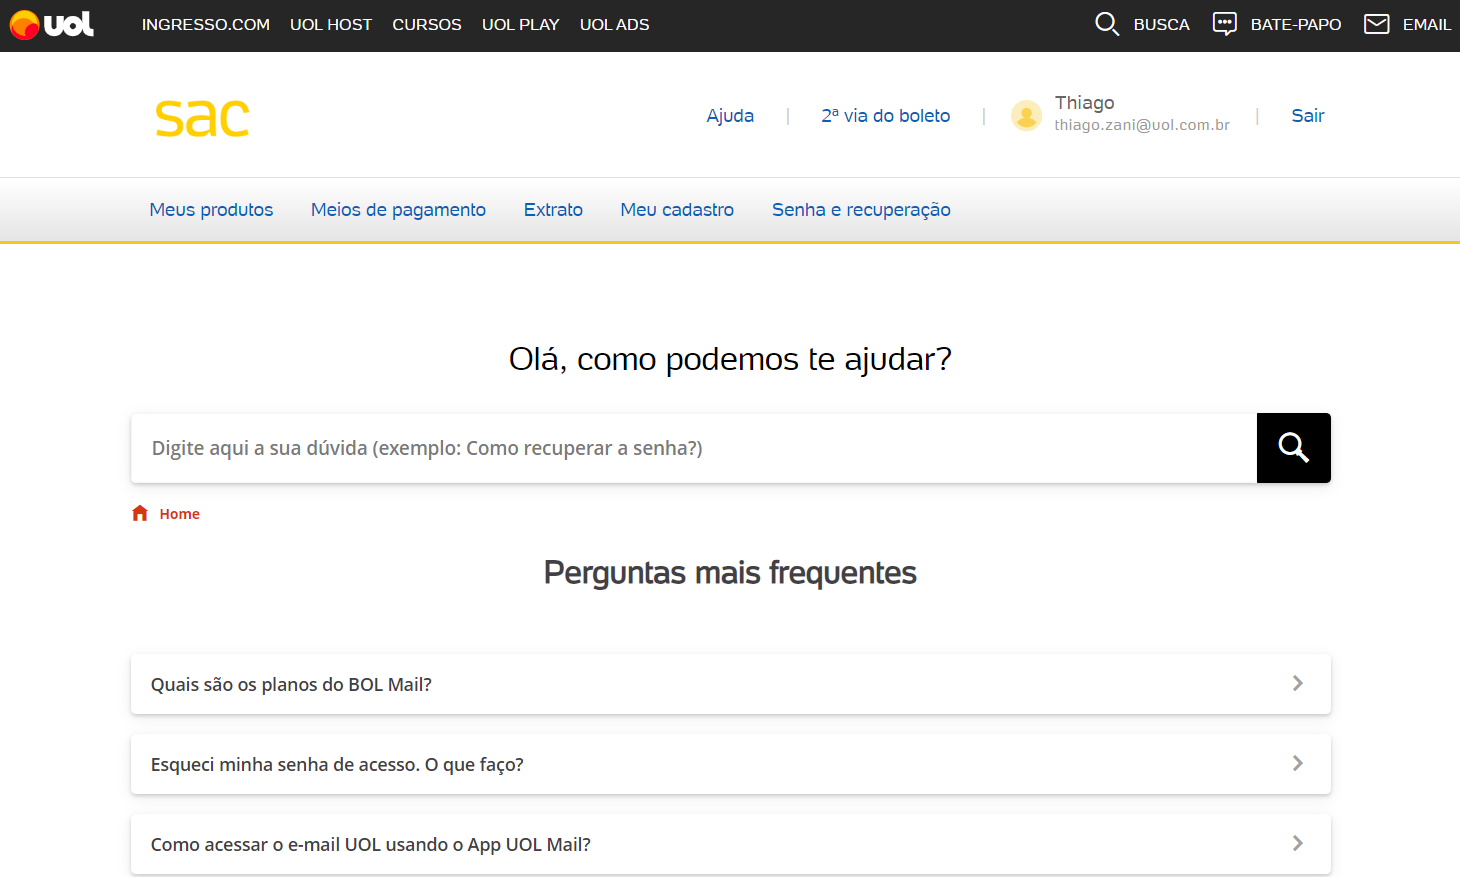 uol INGRESSO.COM UOL HOST CURSOS UOL PLAY UOL ADS BUSCA BATE-PAPO EMAIL
sac Ajuda | 2ª via do boleto | Thiago | Sair
thiago.zani@uol.com.br
Meus produtos Meios de pagamento Extrato Meu cadastro Senha e recuperação
Olá, como podemos te ajudar?
Digite aqui a sua dúvida (exemplo: Como recuperar a senha?)
Home
Perguntas mais frequentes
Quais são os planos do BOL Mail?
Esqueci minha senha de acesso. O que faço?
Como acessar o e-mail UOL usando o App UOL Mail?